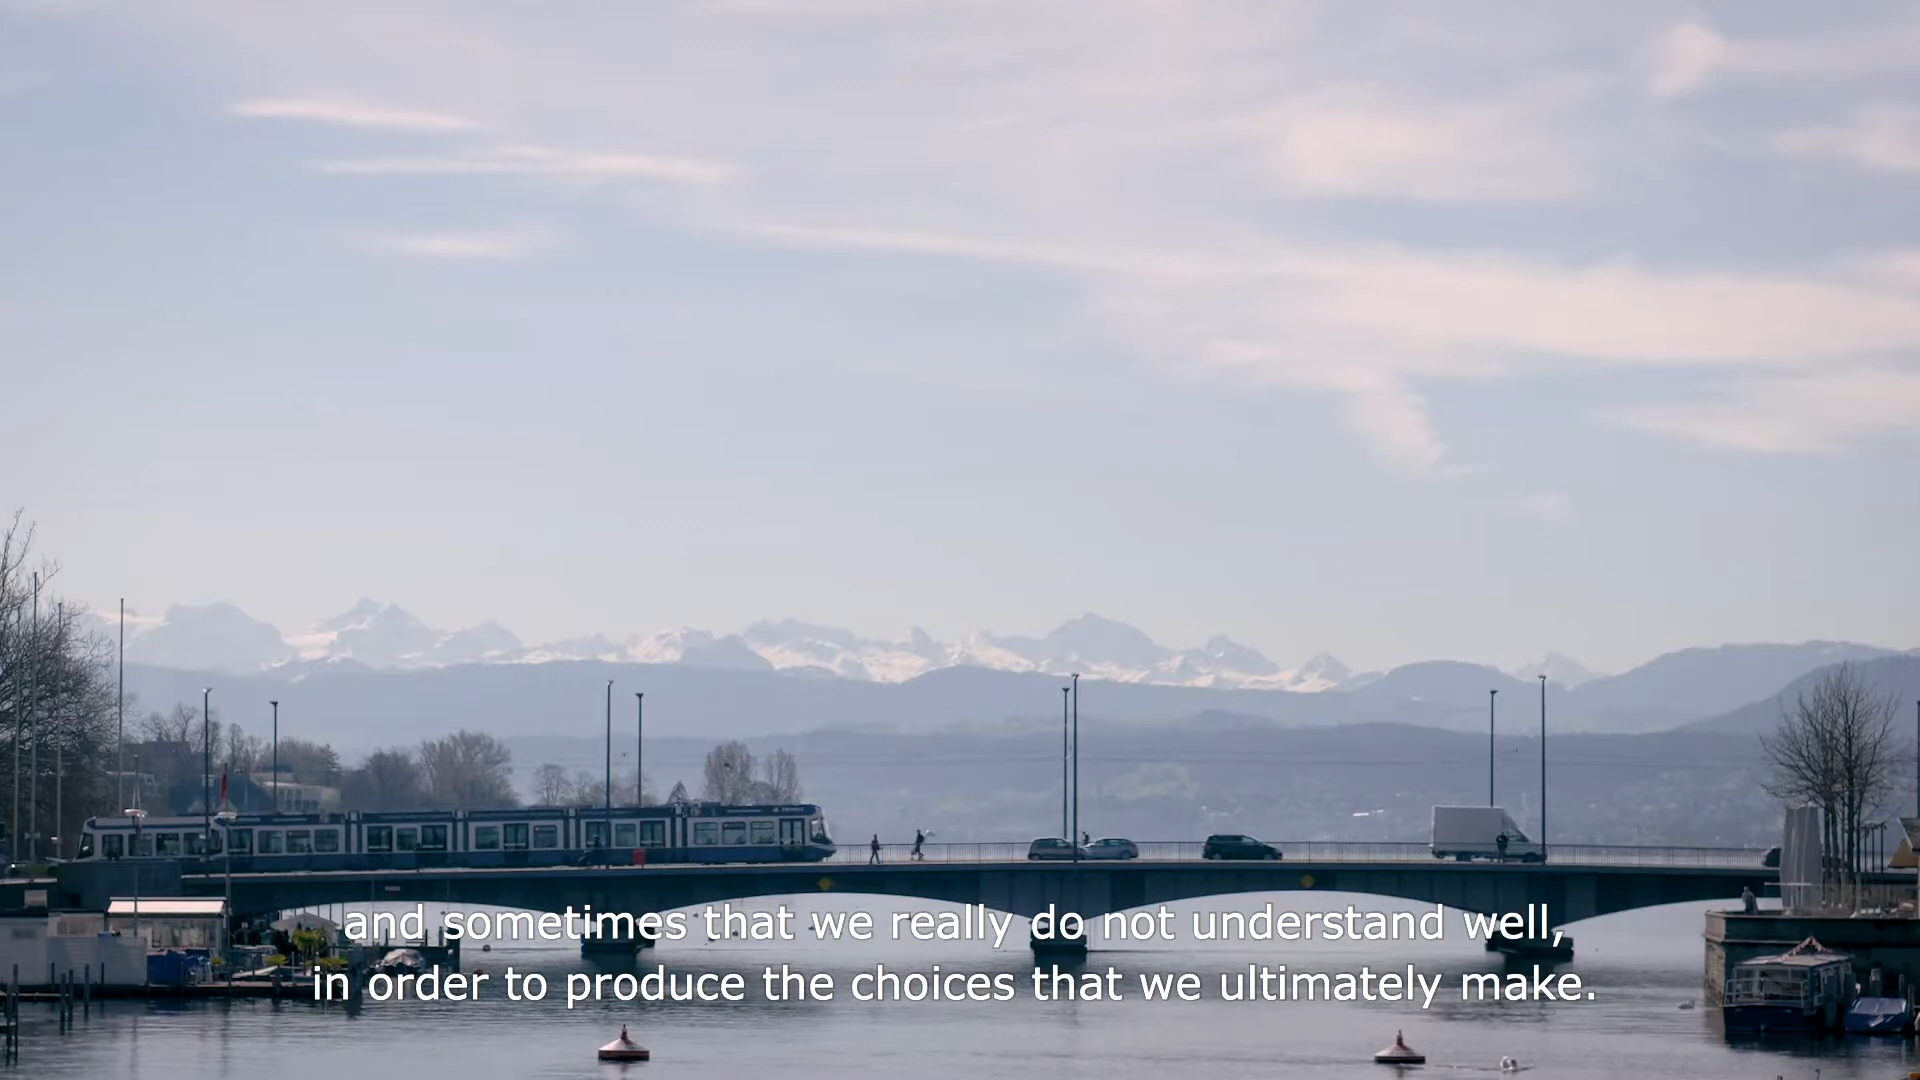 and sometimes that we really do not understand well,
in order to produce the choices that we ultimately make.